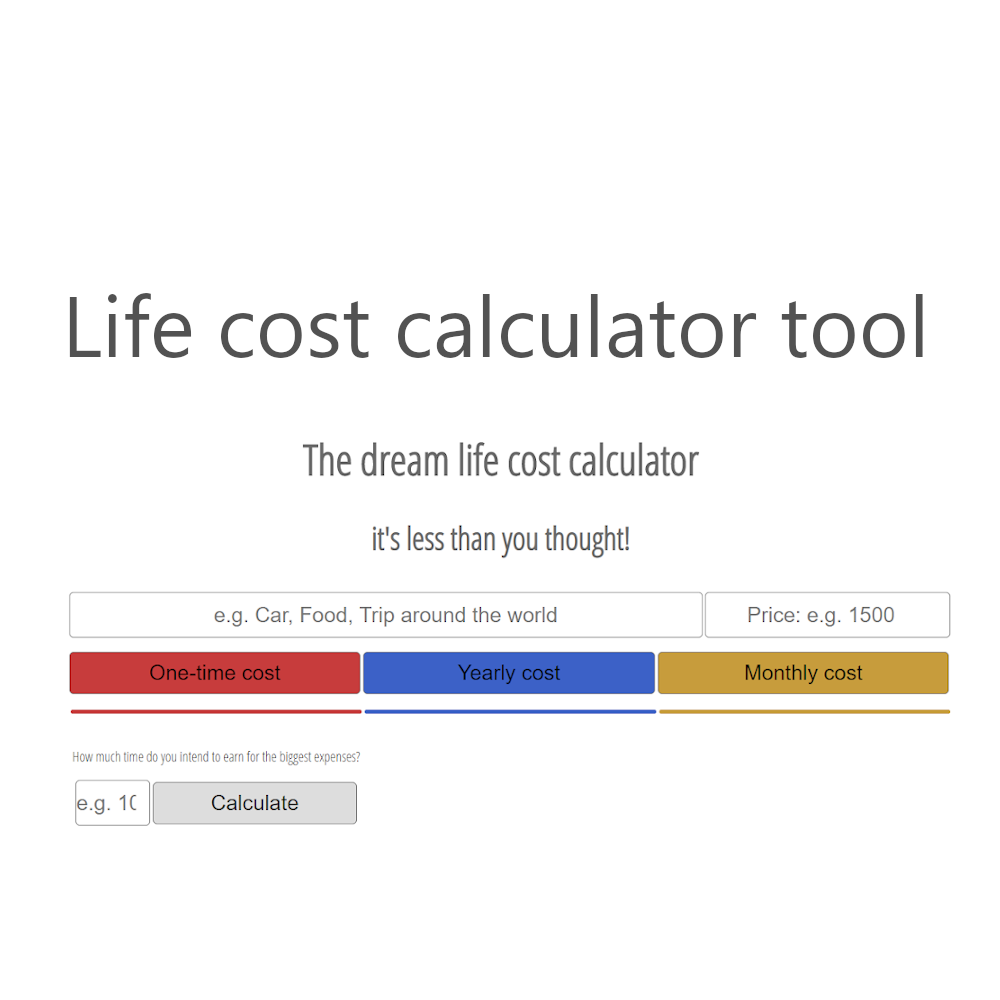 Life cost calculator tool
The dream life cost calculator
it's less than you thought!
e.g. Car, Food, Trip around the world Price: e.g. 1500
One-time cost Yearly cost Monthly cost
How much time do you intend to earn for the biggest expenses?
e.g. 10 Calculate